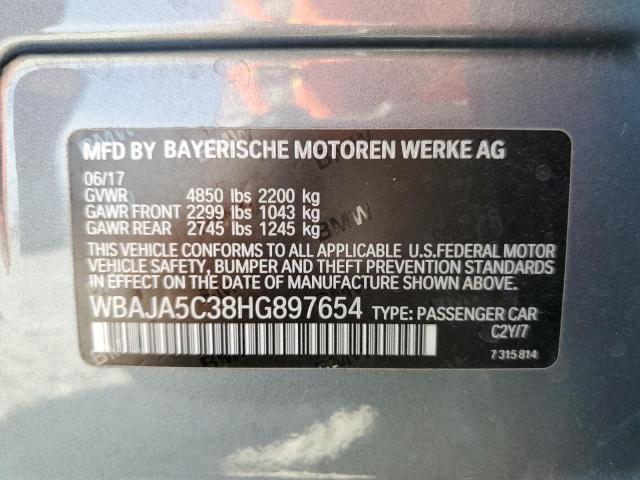 MFD BY BAYERISCHE MOTOREN WERKE AG
06/17
GVWR 4850 lbs 2200 kg
GAWR FRONT 2299 lbs 1043 kg
GAWR REAR 2745 lbs 1245 kg
THIS VEHICLE CONFORMS TO ALL APPLICABLE U.S.FEDERAL MOTOR
VEHICLE SAFETY, BUMPER, AND THEFT PREVENTION STANDARDS
IN EFFECT ON THE DATE OF MANUFACTURE SHOWN ABOVE.
WBAJA5C38HG897654 TYPE: PASSENGER CAR
C2Y/7
7 315 814